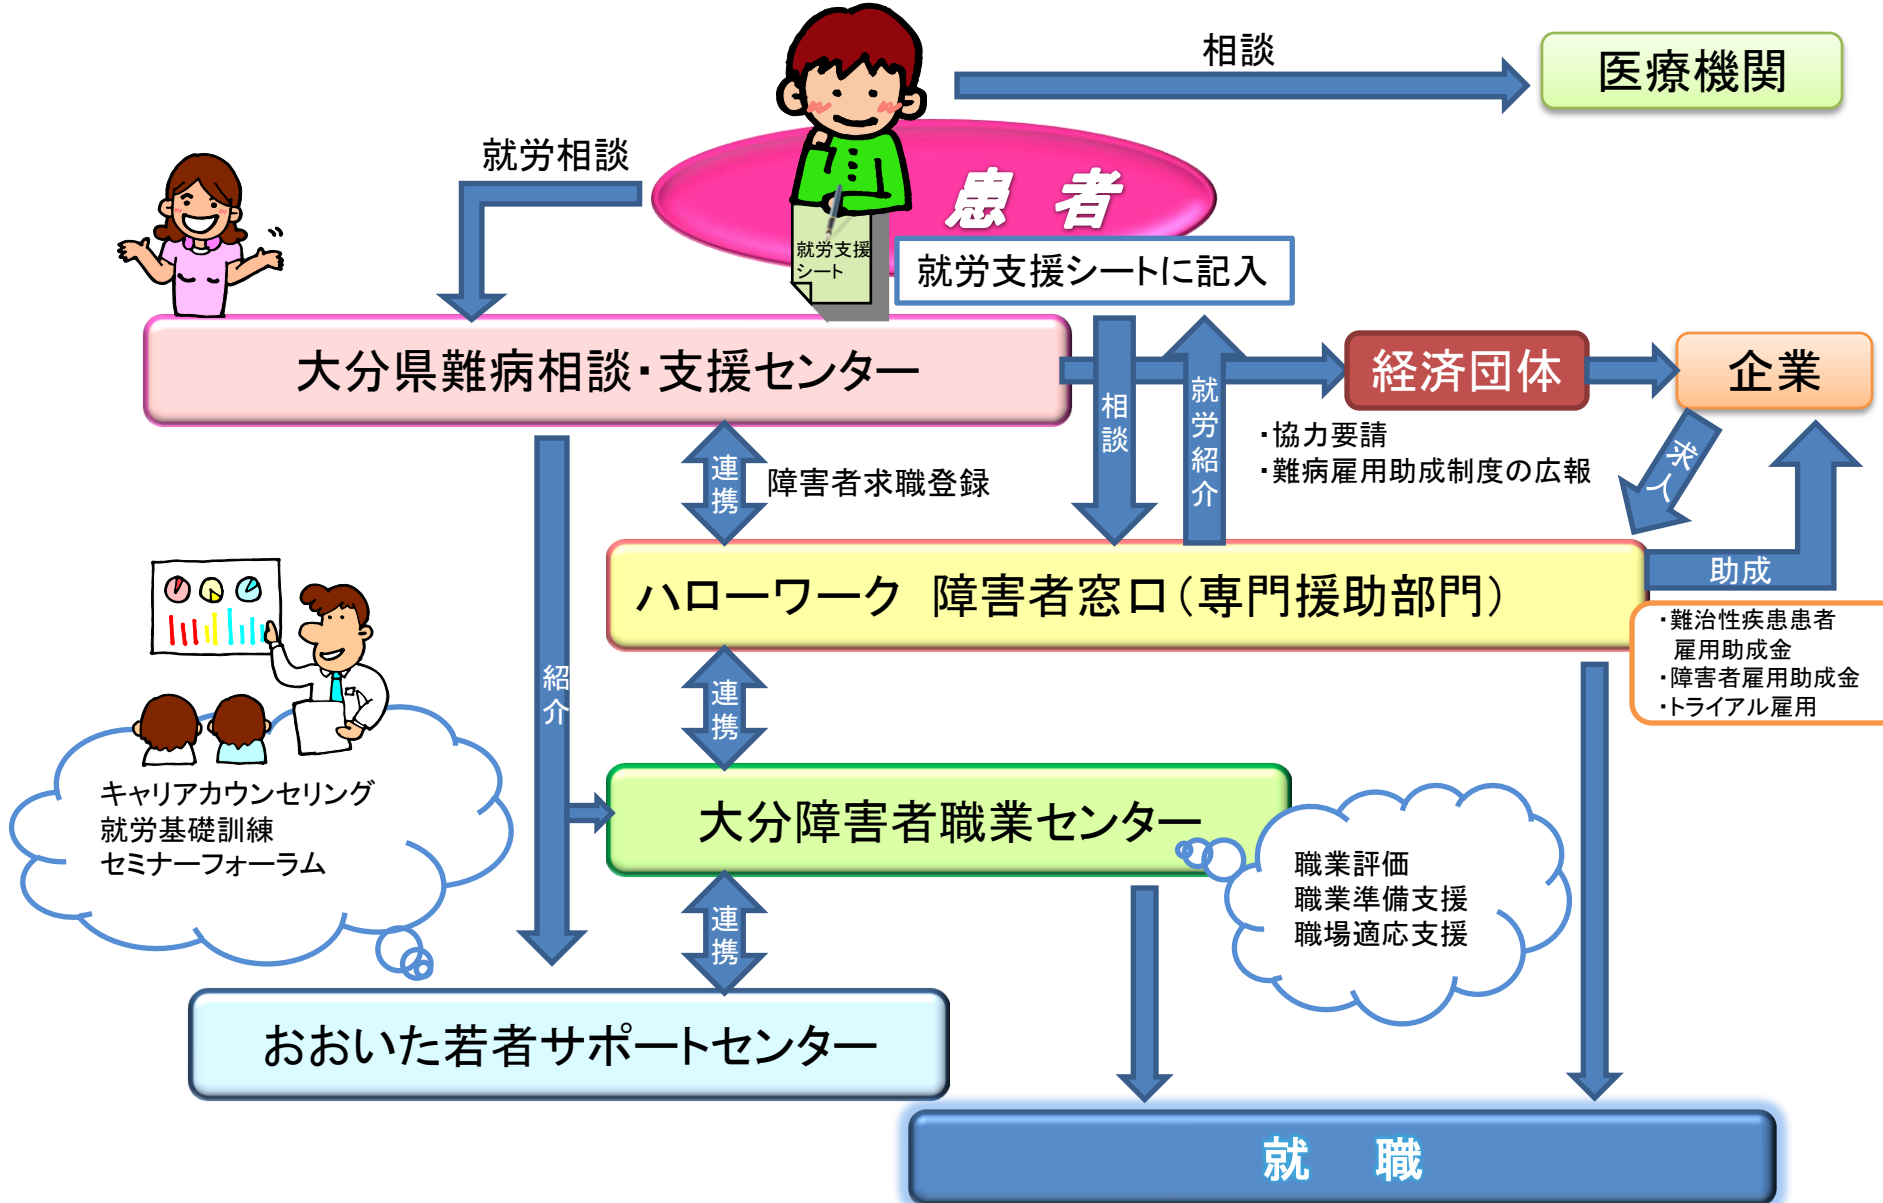 相談
医療機関
就労相談
患　者
就労支援
シート
就労支援シートに記入
大分県難病相談・支援センター
経済団体
企業
相談
就労紹介
・協力要請
・難病雇用助成制度の広報
求人
連携
障害者求職登録
ハローワーク　障害者窓口（専門援助部門）
助成
・難治性疾患患者
雇用助成金
・障害者雇用助成金
・トライアル雇用
紹介
連携
キャリアカウンセリング
就労基礎訓練
セミナーフォーラム
大分障害者職業センター
職業評価
職業準備支援
職場適応支援
連携
おおいた若者サポートセンター
就　職